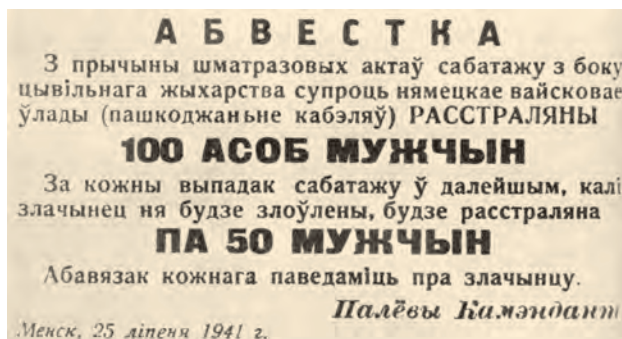 АБВЕСТКА
З прычыны шматразовых актаў сабатажу з боку
цывільнага жыхарства супроць нямецкае вайсковае
ўлады (пашкоджаньне кабэляў) РАССТРАЛЯНЫ
100 АСОБ МУЖЧЫН
За кожны выпадак сабатажу ў далейшым, калі
злачынец ня будзе злоўлены, будзе расстраляна
ПА 50 МУЖЧЫН
Абавязак кожнага паведаміць пра злачынцу.
Палёвы Камэндант
Менск, 25 ліпеня 1941 г.